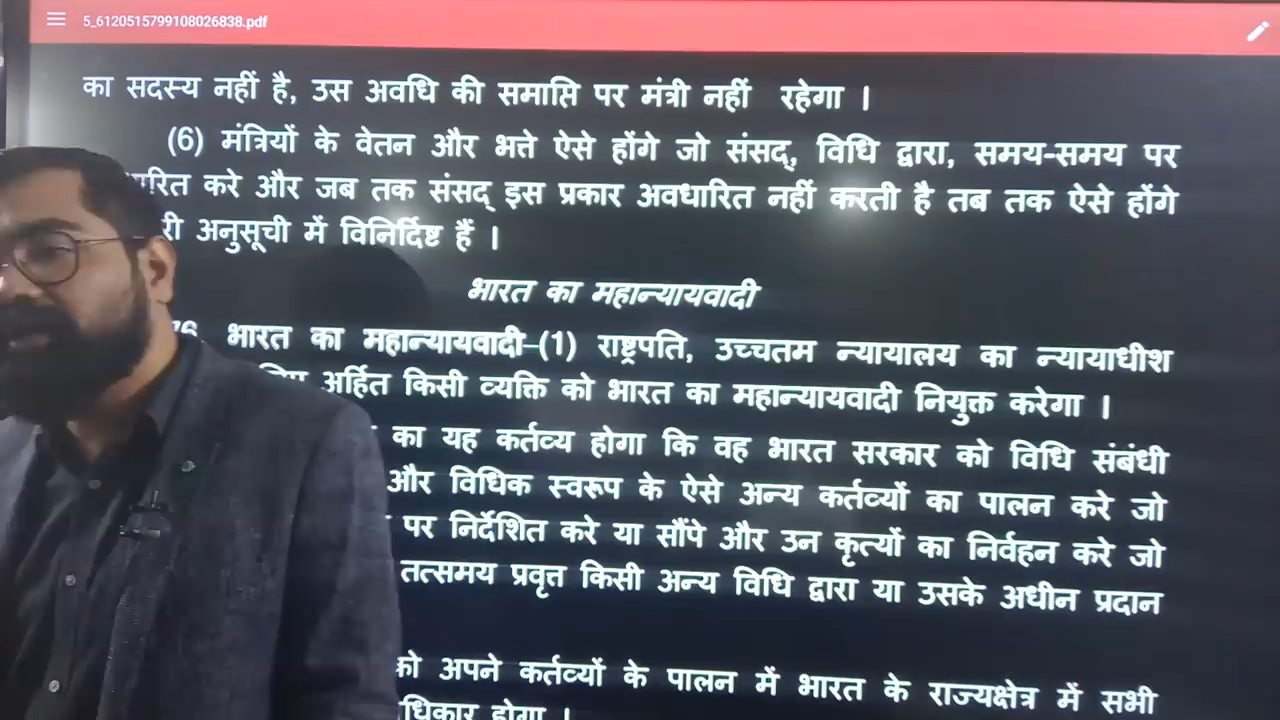 5_6120515799108026838.pdf
का सदस्य नहीं है, उस अवधि की समाप्ति पर मंत्री नहीं रहेगा ।
(6) मंत्रियों के वेतन और भत्ते ऐसे होंगे जो संसद्, विधि द्वारा, समय-समय पर
करे और जब तक संसद् इस प्रकार अवधारित नहीं करती है तब तक ऐसे होंगे
अनुसूची में विनिर्दिष्ट हैं ।
भारत का महान्यायवादी
76. भारत का महान्यायवादी–(1) राष्ट्रपति, उच्चतम न्यायालय का न्यायाधीश
अर्हित किसी व्यक्ति को भारत का महान्यायवादी नियुक्त करेगा ।
का यह कर्तव्य होगा कि वह भारत सरकार को विधि संबंधी
और विधिक स्वरूप के ऐसे अन्य कर्तव्यों का पालन करे जो
पर निर्देशित करे या सौंपे और उन कृत्यों का निर्वहन करे जो
तत्समय प्रवृत्त किसी अन्य विधि द्वारा या उसके अधीन प्रदान
को अपने कर्तव्यों के पालन में भारत के राज्यक्षेत्र में सभी
होगा ।